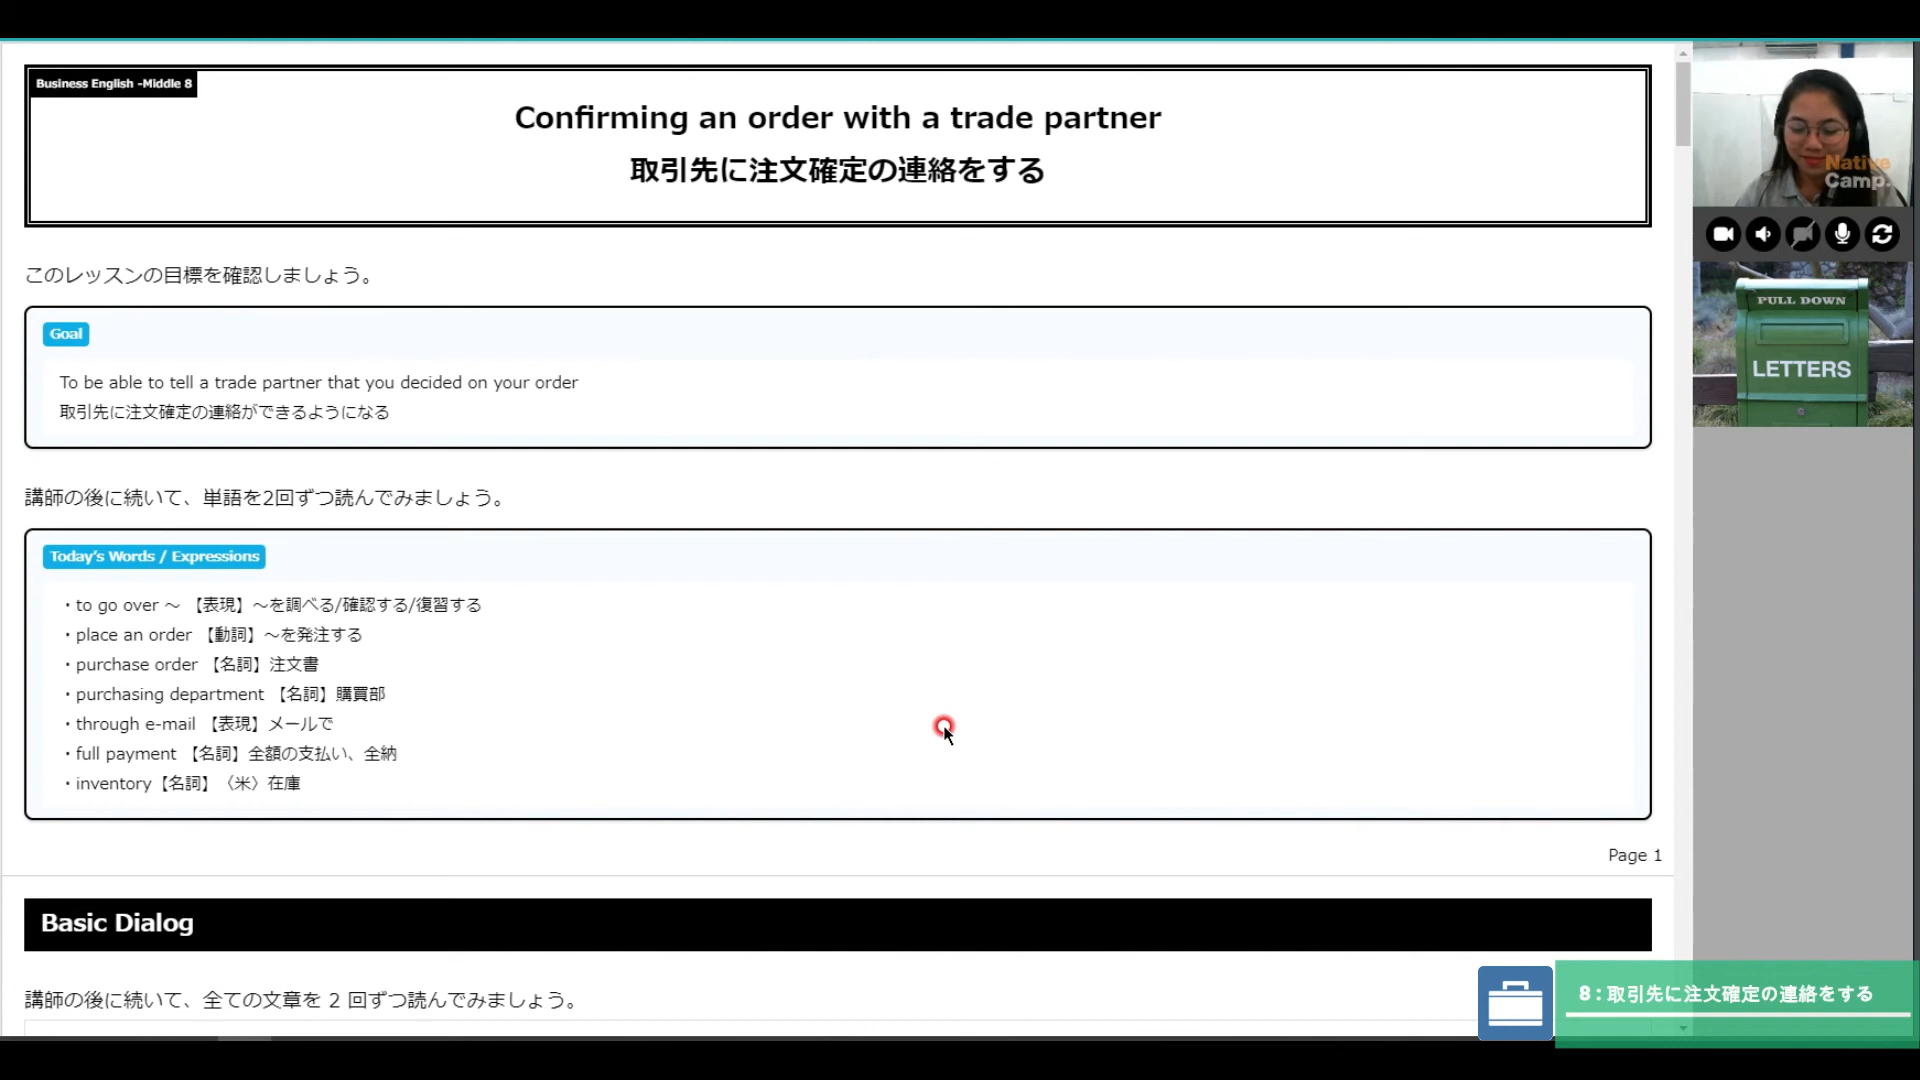 Business English -Middle 8
Confirming an order with a trade partner
取引先に注文確定の連絡をする
このレッスンの目標を確認しましょう。
Goal
To be able to tell a trade partner that you decided on your order
取引先に注文確定の連絡ができるようになる
講師の後に続いて、単語を2回ずつ読んでみましょう。
Today's Words / Expressions
・to go over ～ 【表現】～を調べる/確認する/復習する
・place an order 【動詞】～を発注する
・purchase order 【名詞】注文書
・purchasing department 【名詞】購買部
・through e-mail 【表現】メールで
・full payment 【名詞】全額の支払い、全納
・inventory【名詞】〈米〉在庫
Page 1
Basic Dialog
講師の後に続いて、全ての文章を 2 回ずつ読んでみましょう。
Native
Camp.
PULL DOWN
LETTERS
8：取引先に注文確定の連絡をする